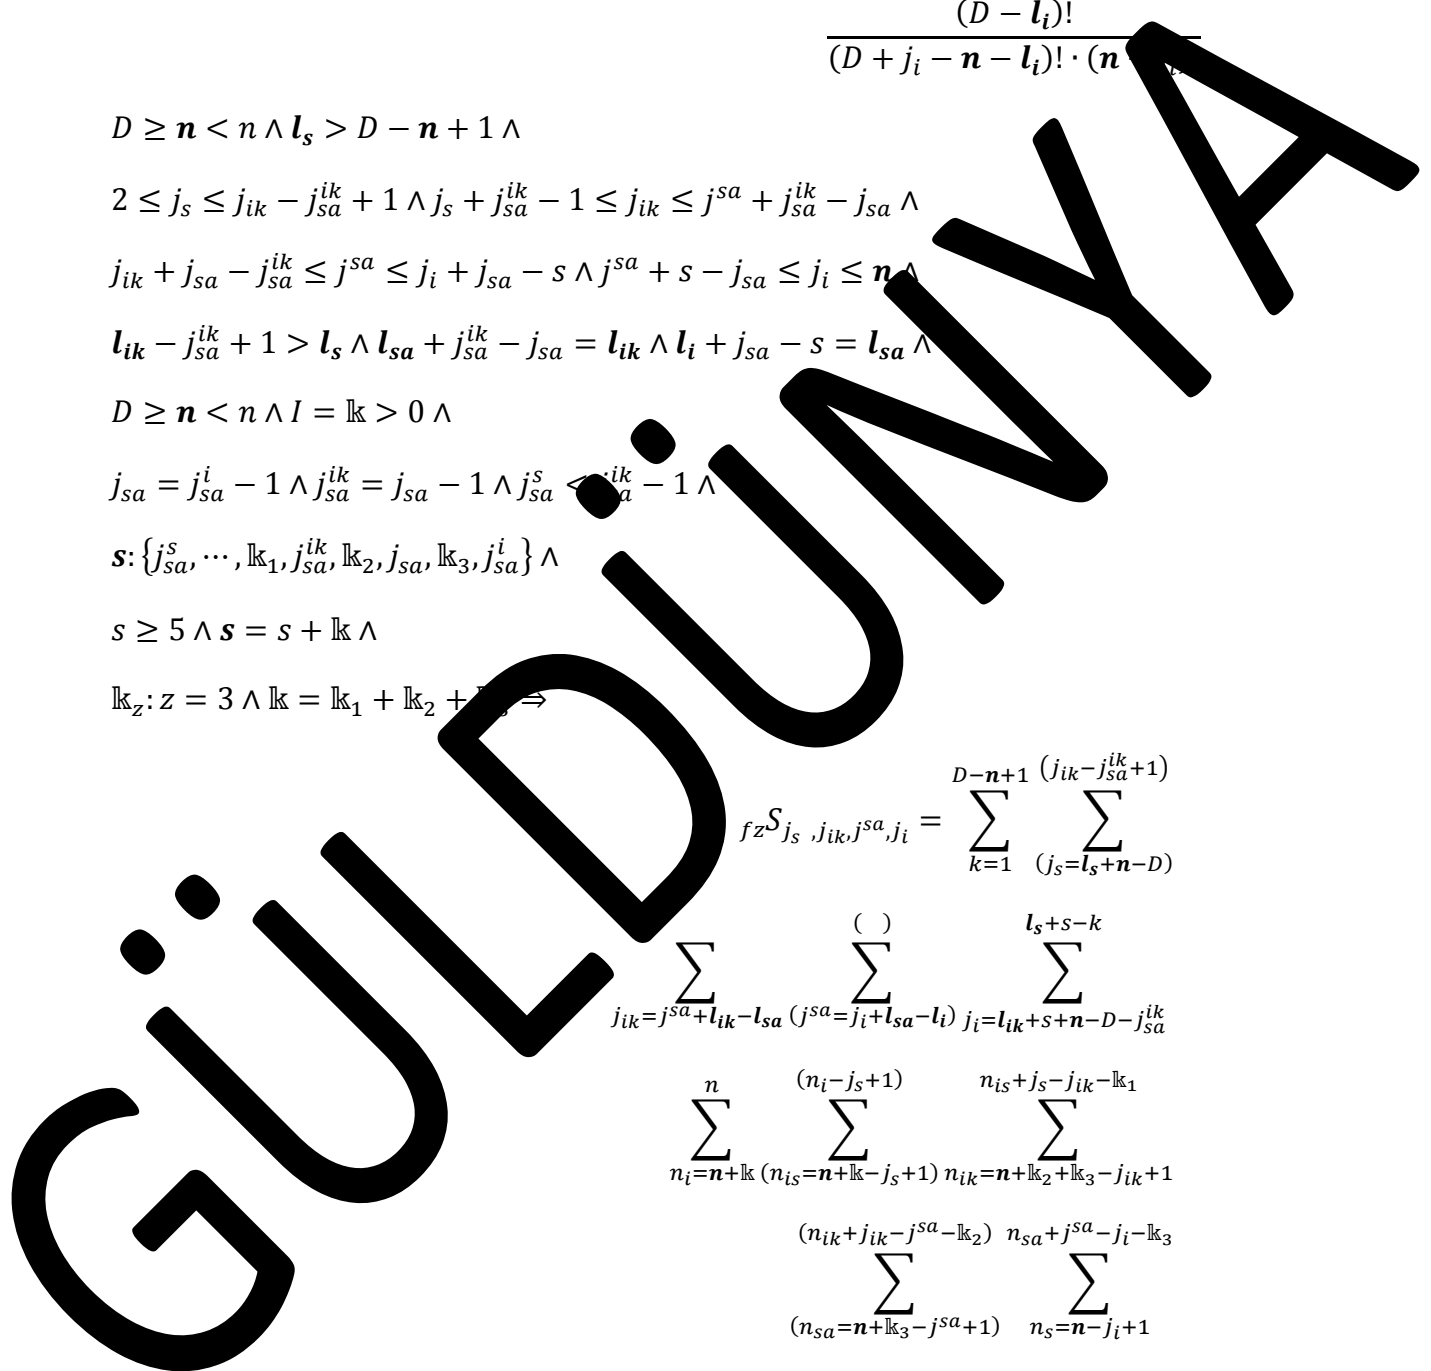 (D − l_i)!
(D + j_i − n − l_i)! · (n
D ≥ n < n ∧ l_s > D − n + 1 ∧
2 ≤ j_s ≤ j_ik − j_sa^ik + 1 ∧ j_s + j_sa^ik − 1 ≤ j_ik ≤ j^sa + j_sa^ik − j_sa ∧
j_ik + j_sa − j_sa^ik ≤ j^sa ≤ j_i + j_sa − s ∧ j^sa + s − j_sa ≤ j_i ≤ n ∧
l_ik − j_sa^ik + 1 > l_s ∧ l_sa + j_sa^ik − j_sa = l_ik ∧ l_i + j_sa − s = l_sa ∧
D ≥ n < n ∧ I = 𝕜 > 0 ∧
j_sa = j_sa^i − 1 ∧ j_sa^ik = j_sa − 1 ∧ j_sa^s < j_sa^ik − 1 ∧
s: {j_sa^s, ⋯ , 𝕜_1, j_sa^ik, 𝕜_2, j_sa, 𝕜_3, j_sa^i} ∧
s ≥ 5 ∧ s = s + 𝕜 ∧
𝕜_z: z = 3 ∧ 𝕜 = 𝕜_1 + 𝕜_2 + 𝕜_3 ⇒
D−n+1 (j_ik−j_sa^ik+1)
fzS_{j_s ,j_ik,j^sa,j_i} = ∑ ∑
k=1 (j_s=l_s+n−D)
( ) l_s+s−k
∑ ∑ ∑
j_ik=j^sa+l_ik−l_sa (j^sa=j_i+l_sa−l_i) j_i=l_ik+s+n−D−j_sa^ik
n (n_i−j_s+1) n_is+j_s−j_ik−𝕜_1
∑ ∑ ∑
n_i=n+𝕜 (n_is=n+𝕜−j_s+1) n_ik=n+𝕜_2+𝕜_3−j_ik+1
(n_ik+j_ik−j^sa−𝕜_2) n_sa+j^sa−j_i−𝕜_3
∑ ∑
(n_sa=n+𝕜_3−j^sa+1) n_s=n−j_i+1
GÜLDÜNYA